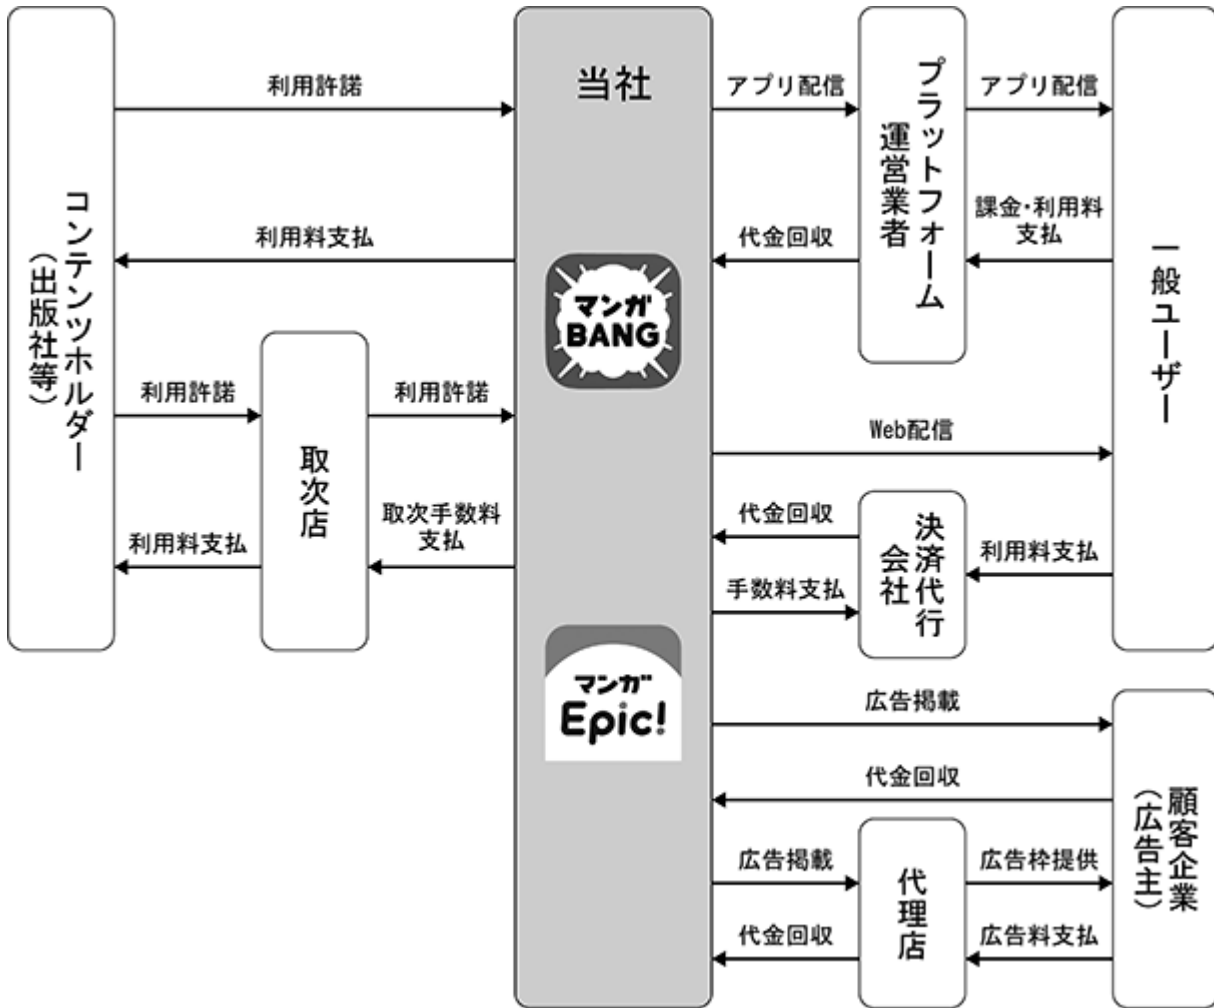 利用許諾
利用料支払
コンテンツホルダー
（出版社等）
利用許諾
利用料支払
取次店
利用許諾
取次手数料
支払
当社
マンガ
BANG
マンガ
Epic!
アプリ配信
代金回収
プラットフォーム
運営業者
アプリ配信
課金・利用料
支払
一般ユーザー
Web配信
代金回収
手数料支払
決済代行
会社
利用料支払
広告掲載
代金回収
広告掲載
代金回収
代理店
広告枠提供
広告料支払
顧客企業
（広告主）